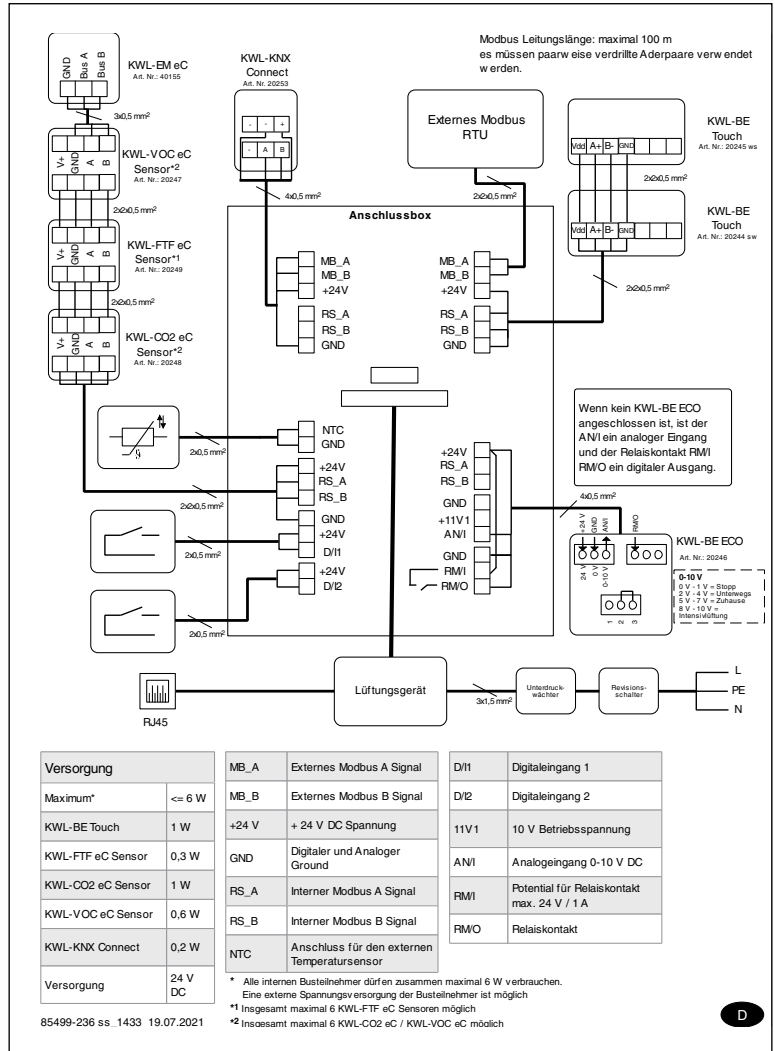 Modbus Leitungslänge: maximal 100 m
es müssen paarw eise verdrillte Aderpaare verw endet
w erden.
GND
Bus A
Bus B
KWL-EM eC
Art. Nr.: 40155
3x0,5 mm²
V+
GND
A
B
KWL-VOC eC
Sensor*2
Art. Nr.: 20247
2x2x0,5 mm²
V+
GND
A
B
KWL-FTF eC
Sensor*1
Art. Nr.: 20249
2x2x0,5 mm²
V+
GND
A
B
KWL-CO2 eC
Sensor*2
Art. Nr.: 20248
KWL-KNX
Connect
Art. Nr. 20253
- - +
- A B
4x0,5 mm²
Externes Modbus
RTU
2x2x0,5 mm²
Vdd A+ B- GND
KWL-BE
Touch
Art. Nr.: 20245 ws
2x2x0,5 mm²
Vdd A+ B- GND
KWL-BE
Touch
Art. Nr.: 20244 sw
2x2x0,5 mm²
Anschlussbox
MB_A
MB_B
+24V
RS_A
RS_B
GND
MB_A
MB_B
+24V
RS_A
RS_B
GND
ϑ
2x0,5 mm²
NTC
GND
2x2x0,5 mm²
+24V
RS_A
RS_B
GND
+24V
D/I1
2x0,5 mm²
+24V
D/I2
2x0,5 mm²
+24V
RS_A
RS_B
GND
+11V1
AN/I
GND
RM/I
RM/O
Wenn kein KWL-BE ECO
angeschlossen ist, ist der
AN/I ein analoger Eingang
und der Relaiskontakt RM/I
RM/O ein digitaler Ausgang.
4x0,5 mm²
+24 V
GND
AN/I
RM/O
24 V
0 V
0-10 V
1
2
3
KWL-BE ECO
Art. Nr.: 20246
0-10 V
0 V - 1 V = Stopp
2 V - 4 V = Unterwegs
5 V - 7 V = Zuhause
8 V - 10 V =
Intensivlüftung
RJ45
Lüftungsgerät
3x1,5 mm²
Unterdruck-
wächter
Revisions-
schalter
L
PE
N
Versorgung
Maximum* <= 6 W
KWL-BE Touch 1 W
KWL-FTF eC Sensor 0,3 W
KWL-CO2 eC Sensor 1 W
KWL-VOC eC Sensor 0,6 W
KWL-KNX Connect 0,2 W
Versorgung 24 V
DC
MB_A Externes Modbus A Signal
MB_B Externes Modbus B Signal
+24 V + 24 V DC Spannung
GND Digitaler und Analoger
Ground
RS_A Interner Modbus A Signal
RS_B Interner Modbus B Signal
NTC Anschluss für den externen
Temperatursensor
D/I1 Digitaleingang 1
D/I2 Digitaleingang 2
11V1 10 V Betriebsspannung
AN/I Analogeingang 0-10 V DC
RM/I Potential für Relaiskontakt
max. 24 V / 1 A
RM/O Relaiskontakt
* Alle internen Busteilnehmer dürfen zusammen maximal 6 W verbrauchen.
Eine externe Spannungsversorgung der Busteilnehmer ist möglich
*1 Insgesamt maximal 6 KWL-FTF eC Sensoren möglich
*2 Insgesamt maximal 6 KWL-CO2 eC / KWL-VOC eC möglich
85499-236 ss_1433 19.07.2021
D